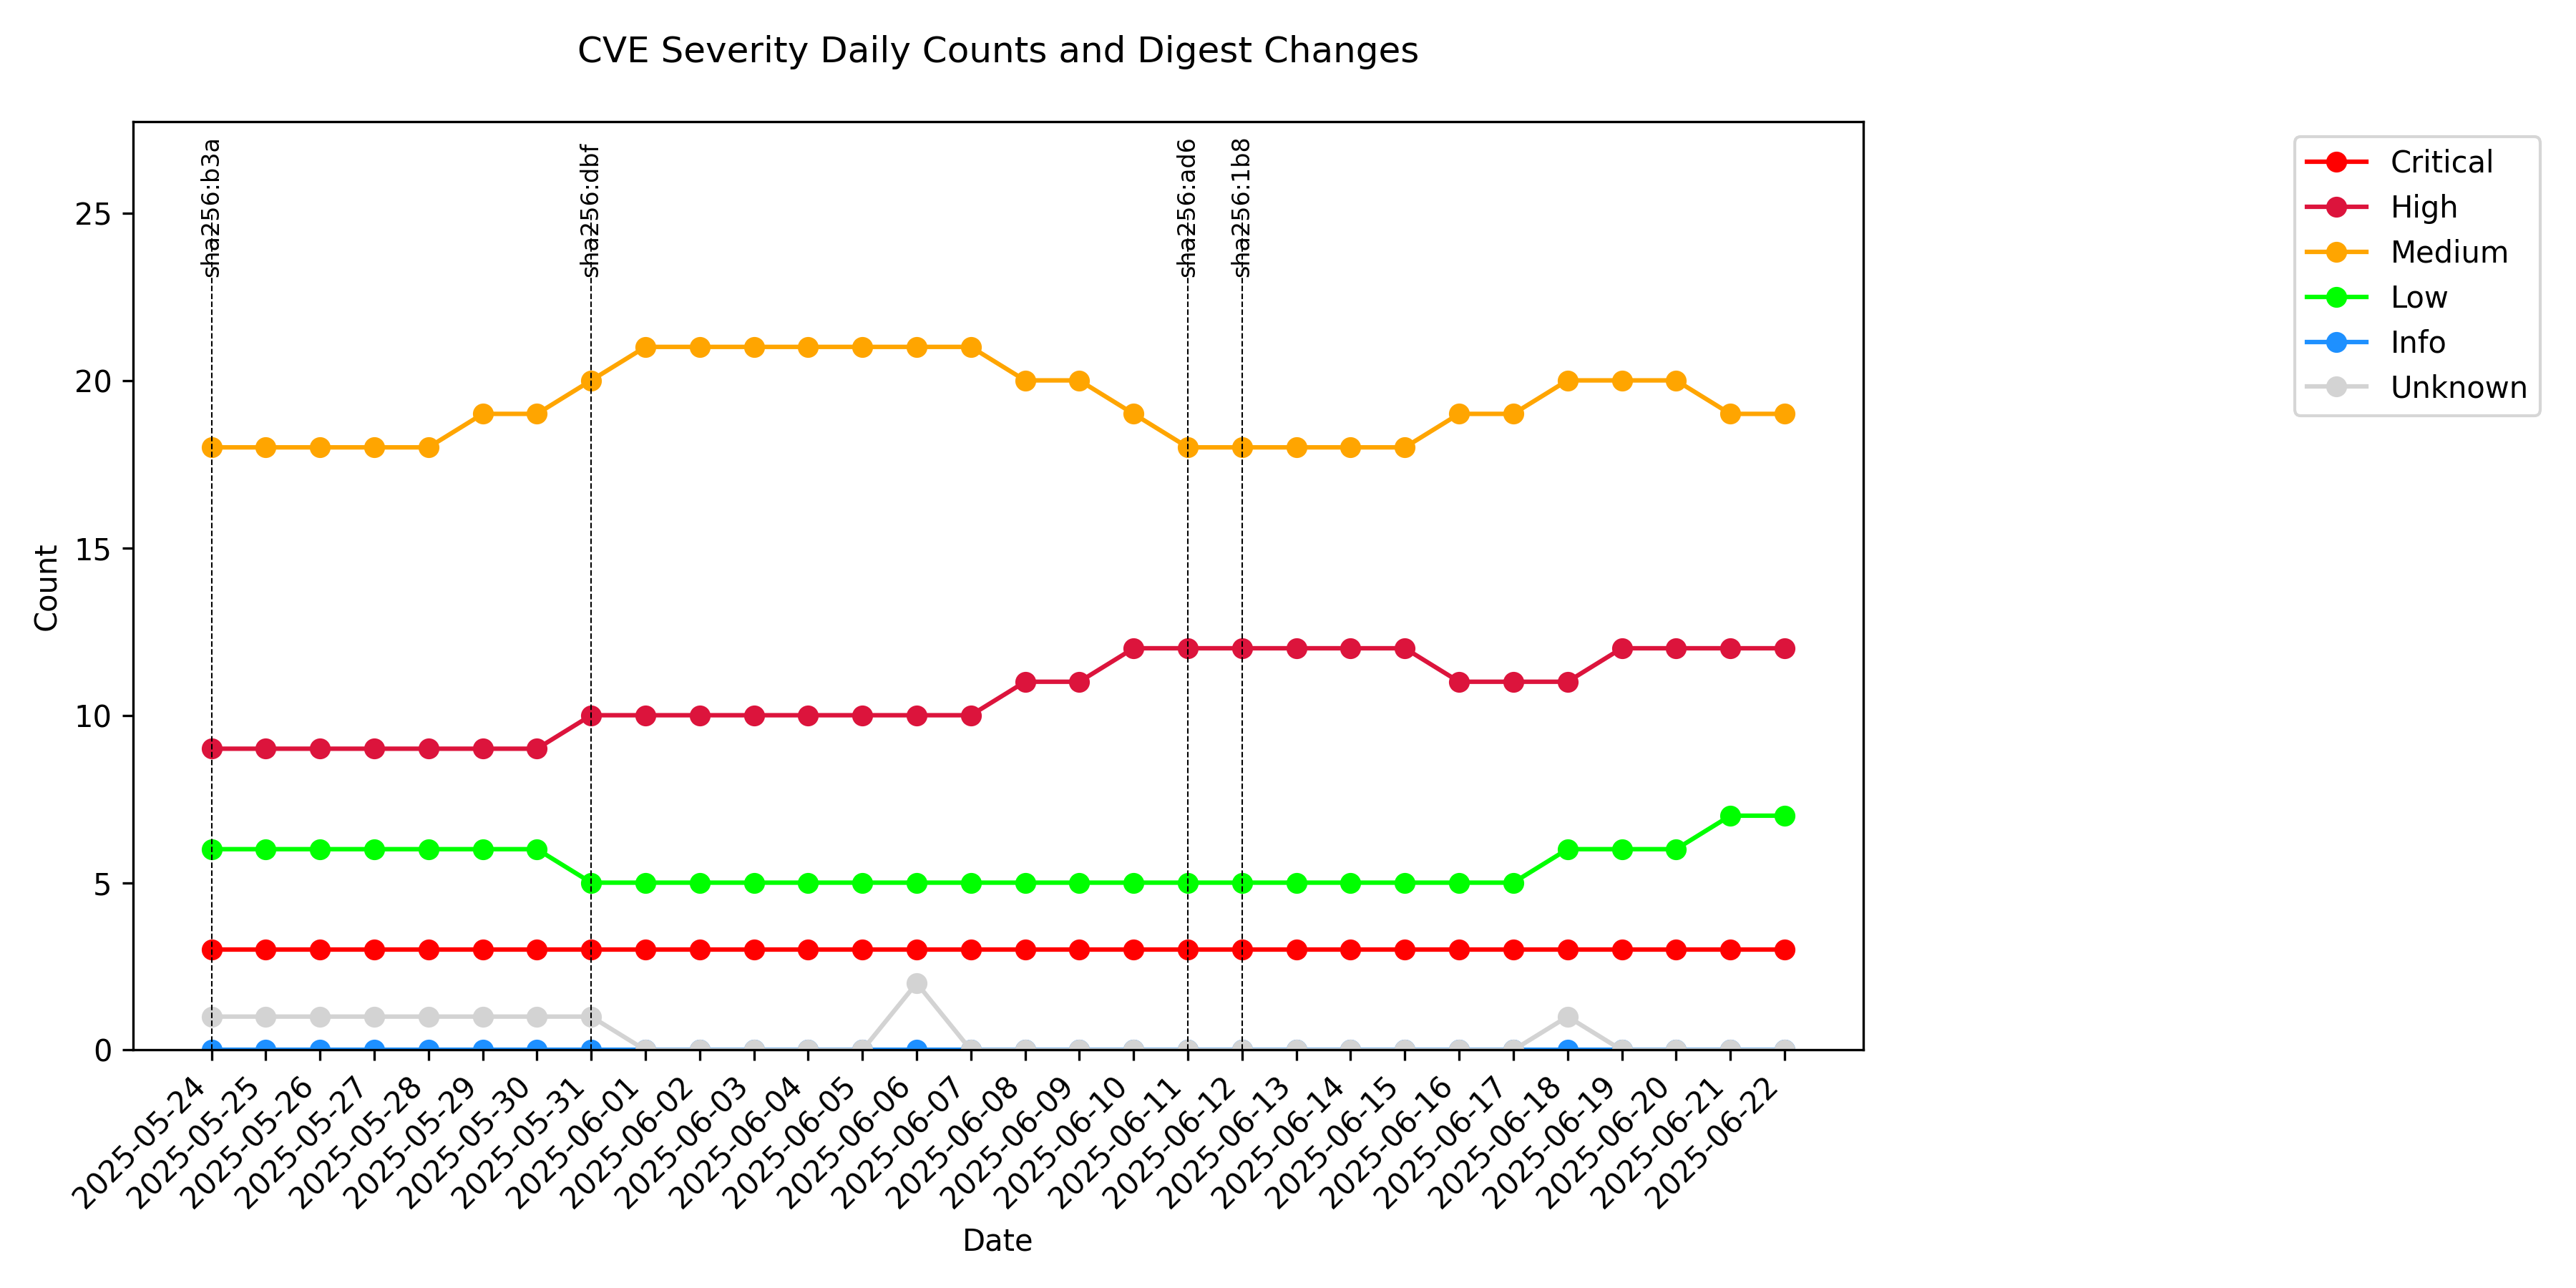 CVE Severity Daily Counts and Digest Changes
sha256:b3a
sha256:dbf
sha256:ad6
sha256:1b8
Critical
High
Medium
Low
Info
Unknown
Count
25
20
15
10
5
0
2025-05-24
2025-05-25
2025-05-26
2025-05-27
2025-05-28
2025-05-29
2025-05-30
2025-05-31
2025-06-01
2025-06-02
2025-06-03
2025-06-04
2025-06-05
2025-06-06
2025-06-07
2025-06-08
2025-06-09
2025-06-10
2025-06-11
2025-06-12
2025-06-13
2025-06-14
2025-06-15
2025-06-16
2025-06-17
2025-06-18
2025-06-19
2025-06-20
2025-06-21
2025-06-22
Date